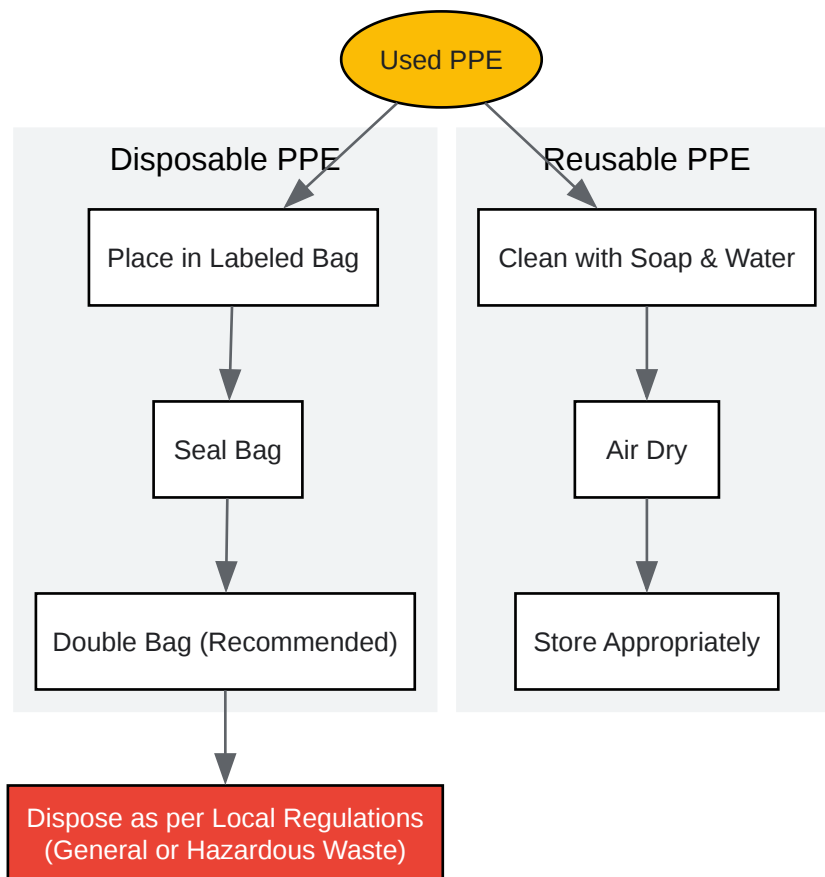 Used PPE
Disposable PPE
Reusable PPE
Place in Labeled Bag
Clean with Soap & Water
Seal Bag
Air Dry
Double Bag (Recommended)
Store Appropriately
Dispose as per Local Regulations
(General or Hazardous Waste)